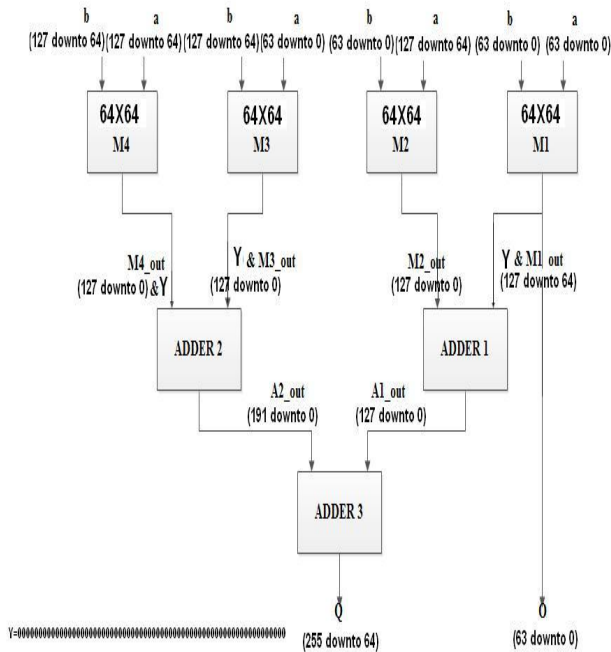 b a b a b a b a
(127 downto 64) (127 downto 64) (127 downto 64) (63 downto 0) (63 downto 0) (127 downto 64) (63 downto 0) (63 downto 0)
64X64 64X64 64X64 64X64
M4 M3 M2 M1
M4_out Y & M3_out M2_out Y & M1_out
(127 downto 0) &Y (127 downto 0) (127 downto 0) (127 downto 64)
ADDER 2 ADDER 1
A2_out A1_out
(191 downto 0) (127 downto 0)
ADDER 3
Q O
Y=0000000000000000000000000000000000000000000000000000000000000000 (255 downto 64) (63 downto 0)